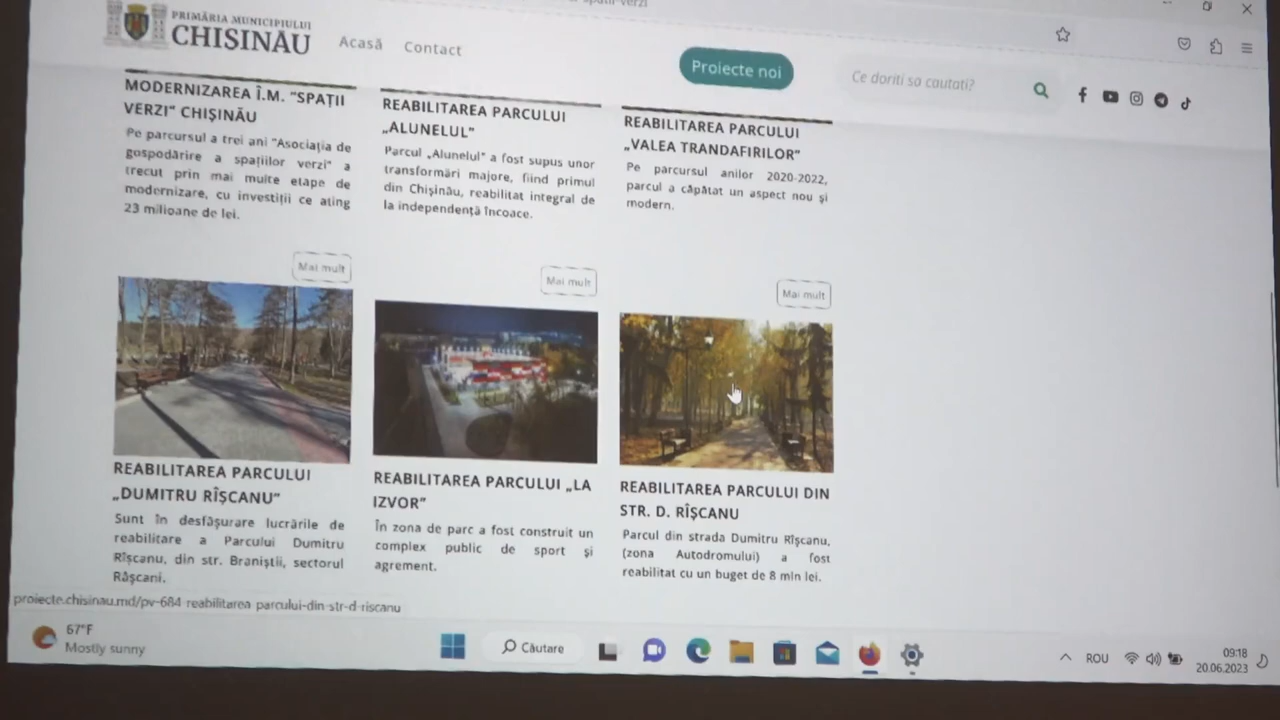 spatii-verzi
PRIMĂRIA MUNICIPIULUI
CHIȘINĂU
Acasă
Contact
Proiecte noi
Ce doriti sa cautati?
MODERNIZAREA Î.M. “SPAȚII
VERZI“ CHIȘINĂU
Pe parcursul a trei ani "Asociația de
gospodărire a spațiilor verzi" a
trecut prin mai multe etape de
modernizare, cu investiții ce ating
23 milioane de lei.
Mai mult
REABILITAREA PARCULUI
„ALUNELUL”
Parcul „Alunelul” a fost supus unor
transformări majore, fiind primul
din Chișinău, reabilitat integral de
la independență încoace.
Mai mult
REABILITAREA PARCULUI
„VALEA TRANDAFIRILOR”
Pe parcursul anilor 2020-2022,
parcul a căpătat un aspect nou și
modern.
Mai mult
REABILITAREA PARCULUI
„DUMITRU RÎȘCANU”
Sunt în desfășurare lucrările de
reabilitare a Parcului Dumitru
Rîșcanu, din str. Braniștii, sectorul
Râșcani.
REABILITAREA PARCULUI „LA
IZVOR”
În zona de parc a fost construit un
complex public de sport și
agrement.
REABILITAREA PARCULUI DIN
STR. D. RÎȘCANU
Parcul din strada Dumitru Rîșcanu,
(zona Autodromului) a fost
reabilitat cu un buget de 8 mln lei.
proiecte.chisinau.md/pv-684-reabilitarea-parcului-din-str-d-riscanu
67°F
Mostly sunny
Căutare
ROU
09:18
20.06.2023